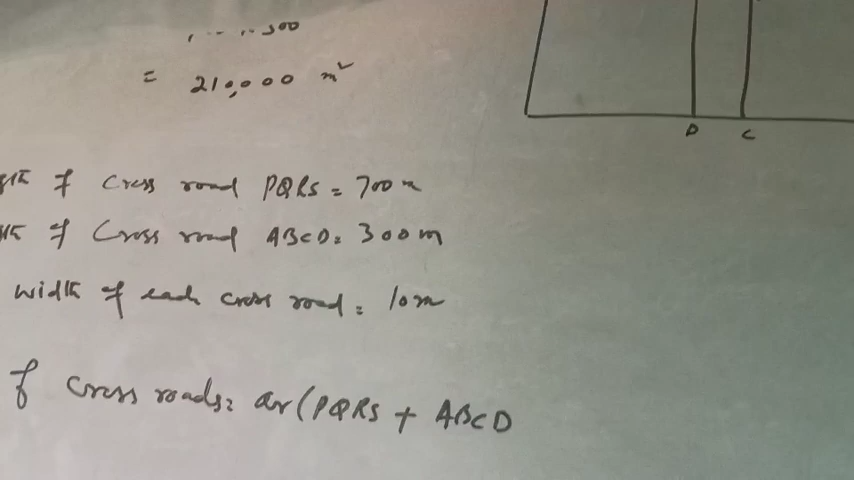 300
= 210,000 m²
of Cross road PQRS = 700 m
of Cross road ABCD = 300 m
width of each cross road = 10 m
of cross roads = ar(PQRS + ABCD
D C